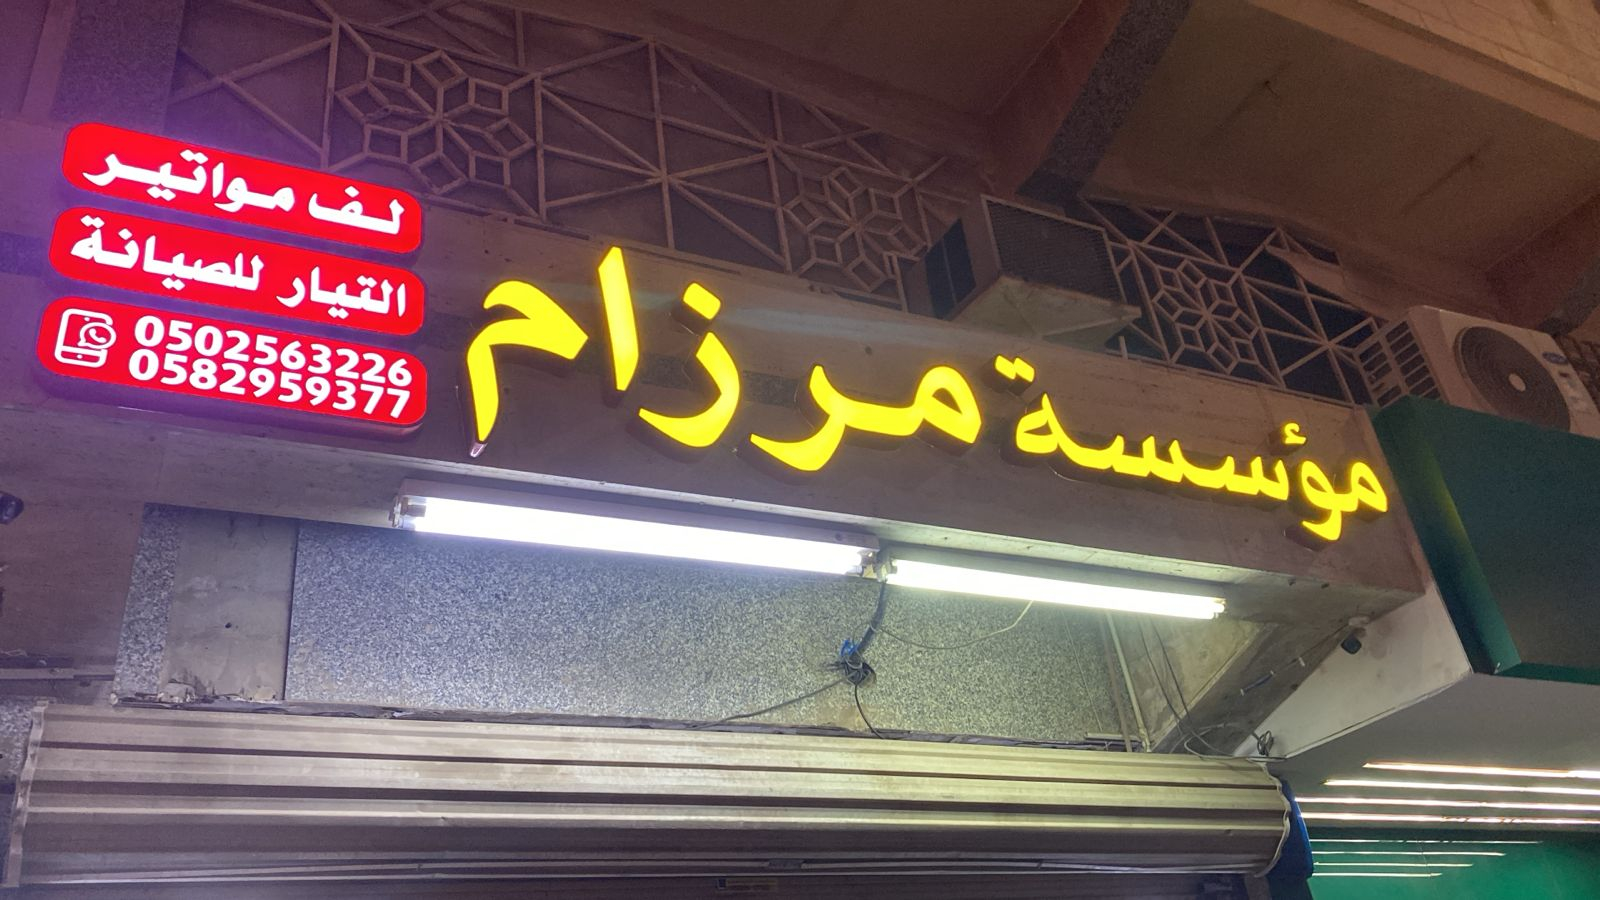 مؤسسة مرزام
لف مواتير
التيار للصيانة
0502563226
0582959377